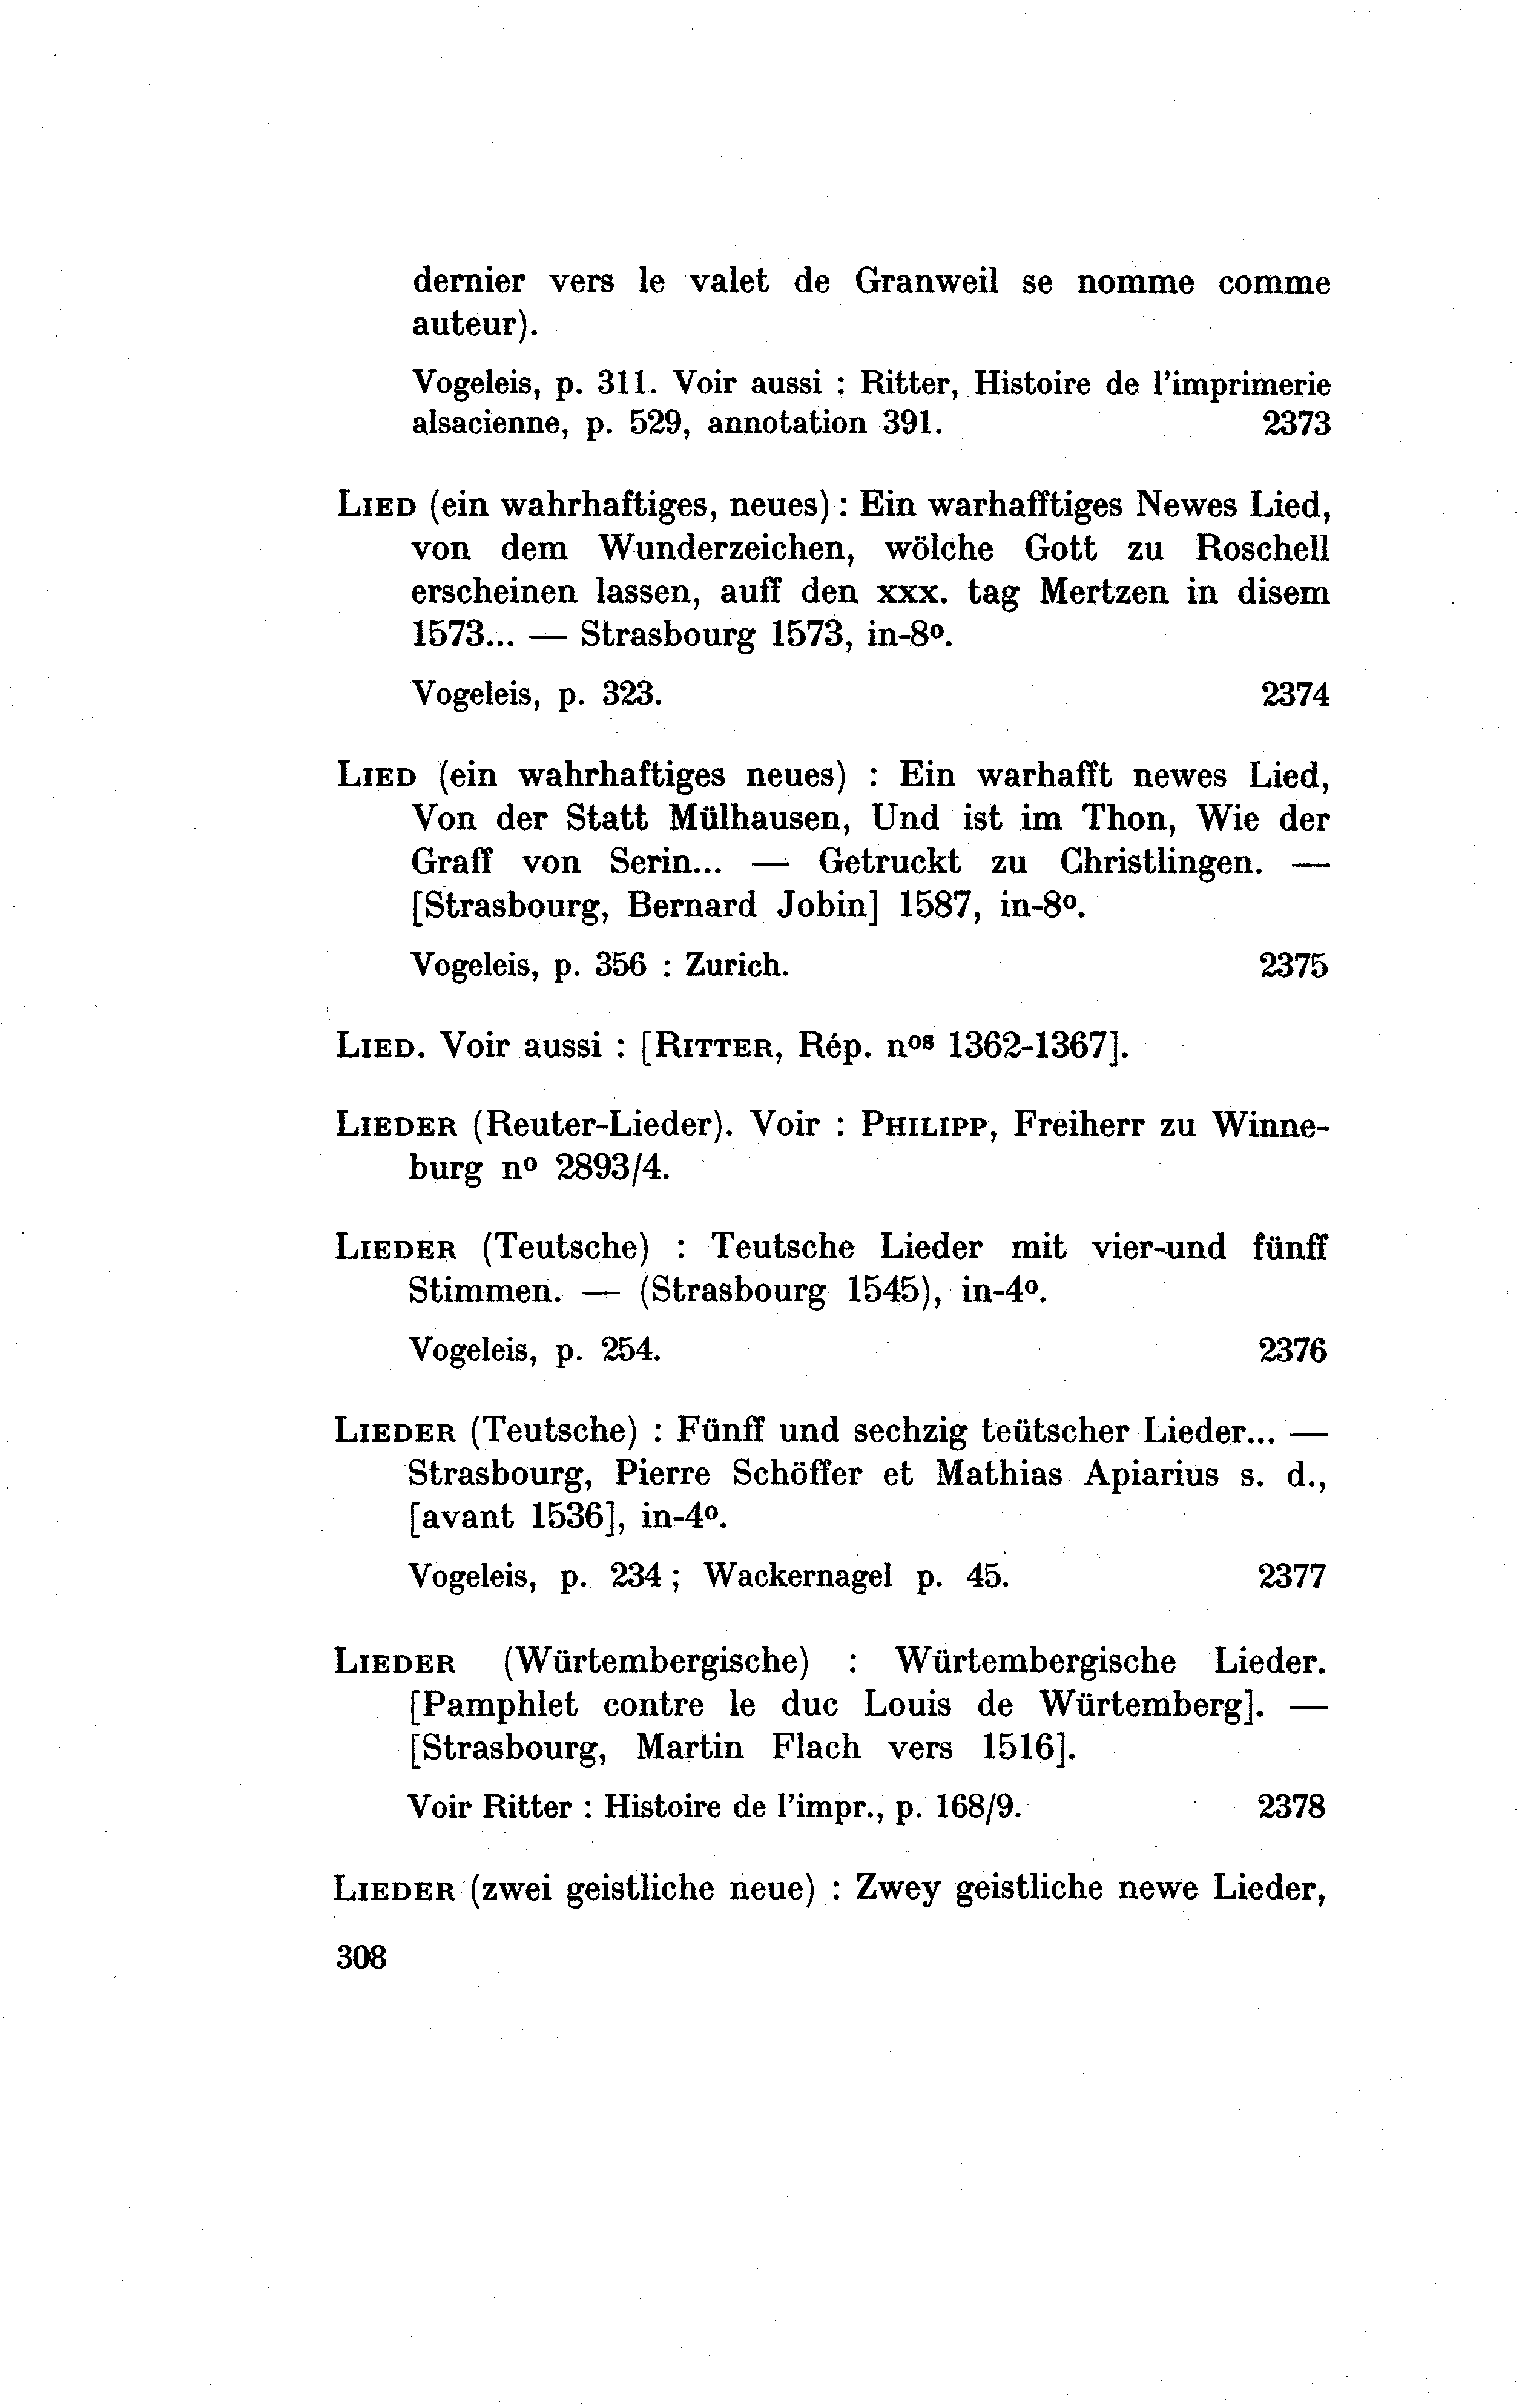 dernier vers le valet de Granweil se nomme comme
auteur).
Vogeleis, p. 311. Voir aussi : Ritter, Histoire de l'imprimerie
alsacienne, p. 529, annotation 391. 2373
LIED (ein wahrhaftiges, neues) : Ein warhafftiges Newes Lied,
von dem Wunderzeichen, wölche Gott zu Roschell
erscheinen lassen, auff den xxx. tag Mertzen in disem
1573... — Strasbourg 1573, in-8º.
Vogeleis, p. 323. 2374
LIED (ein wahrhaftiges neues) : Ein warhafft newes Lied,
Von der Statt Mülhausen, Und ist im Thon, Wie der
Graff von Serin... — Getruckt zu Christlingen. —
[Strasbourg, Bernard Jobin] 1587, in-8º.
Vogeleis, p. 356 : Zurich. 2375
LIED. Voir aussi : [RITTER, Rép. nos 1362-1367].
LIEDER (Reuter-Lieder). Voir : PHILIPP, Freiherr zu Winne-
burg nº 2893/4.
LIEDER (Teutsche) : Teutsche Lieder mit vier-und fünff
Stimmen. — (Strasbourg 1545), in-4º.
Vogeleis, p. 254. 2376
LIEDER (Teutsche) : Fünff und sechzig teütscher Lieder... —
Strasbourg, Pierre Schöffer et Mathias Apiarius s. d.,
[avant 1536], in-4º.
Vogeleis, p. 234 ; Wackernagel p. 45. 2377
LIEDER (Würtembergische) : Würtembergische Lieder.
[Pamphlet contre le duc Louis de Würtemberg]. —
[Strasbourg, Martin Flach vers 1516].
Voir Ritter : Histoire de l'impr., p. 168/9. 2378
LIEDER (zwei geistliche neue) : Zwey geistliche newe Lieder,
308